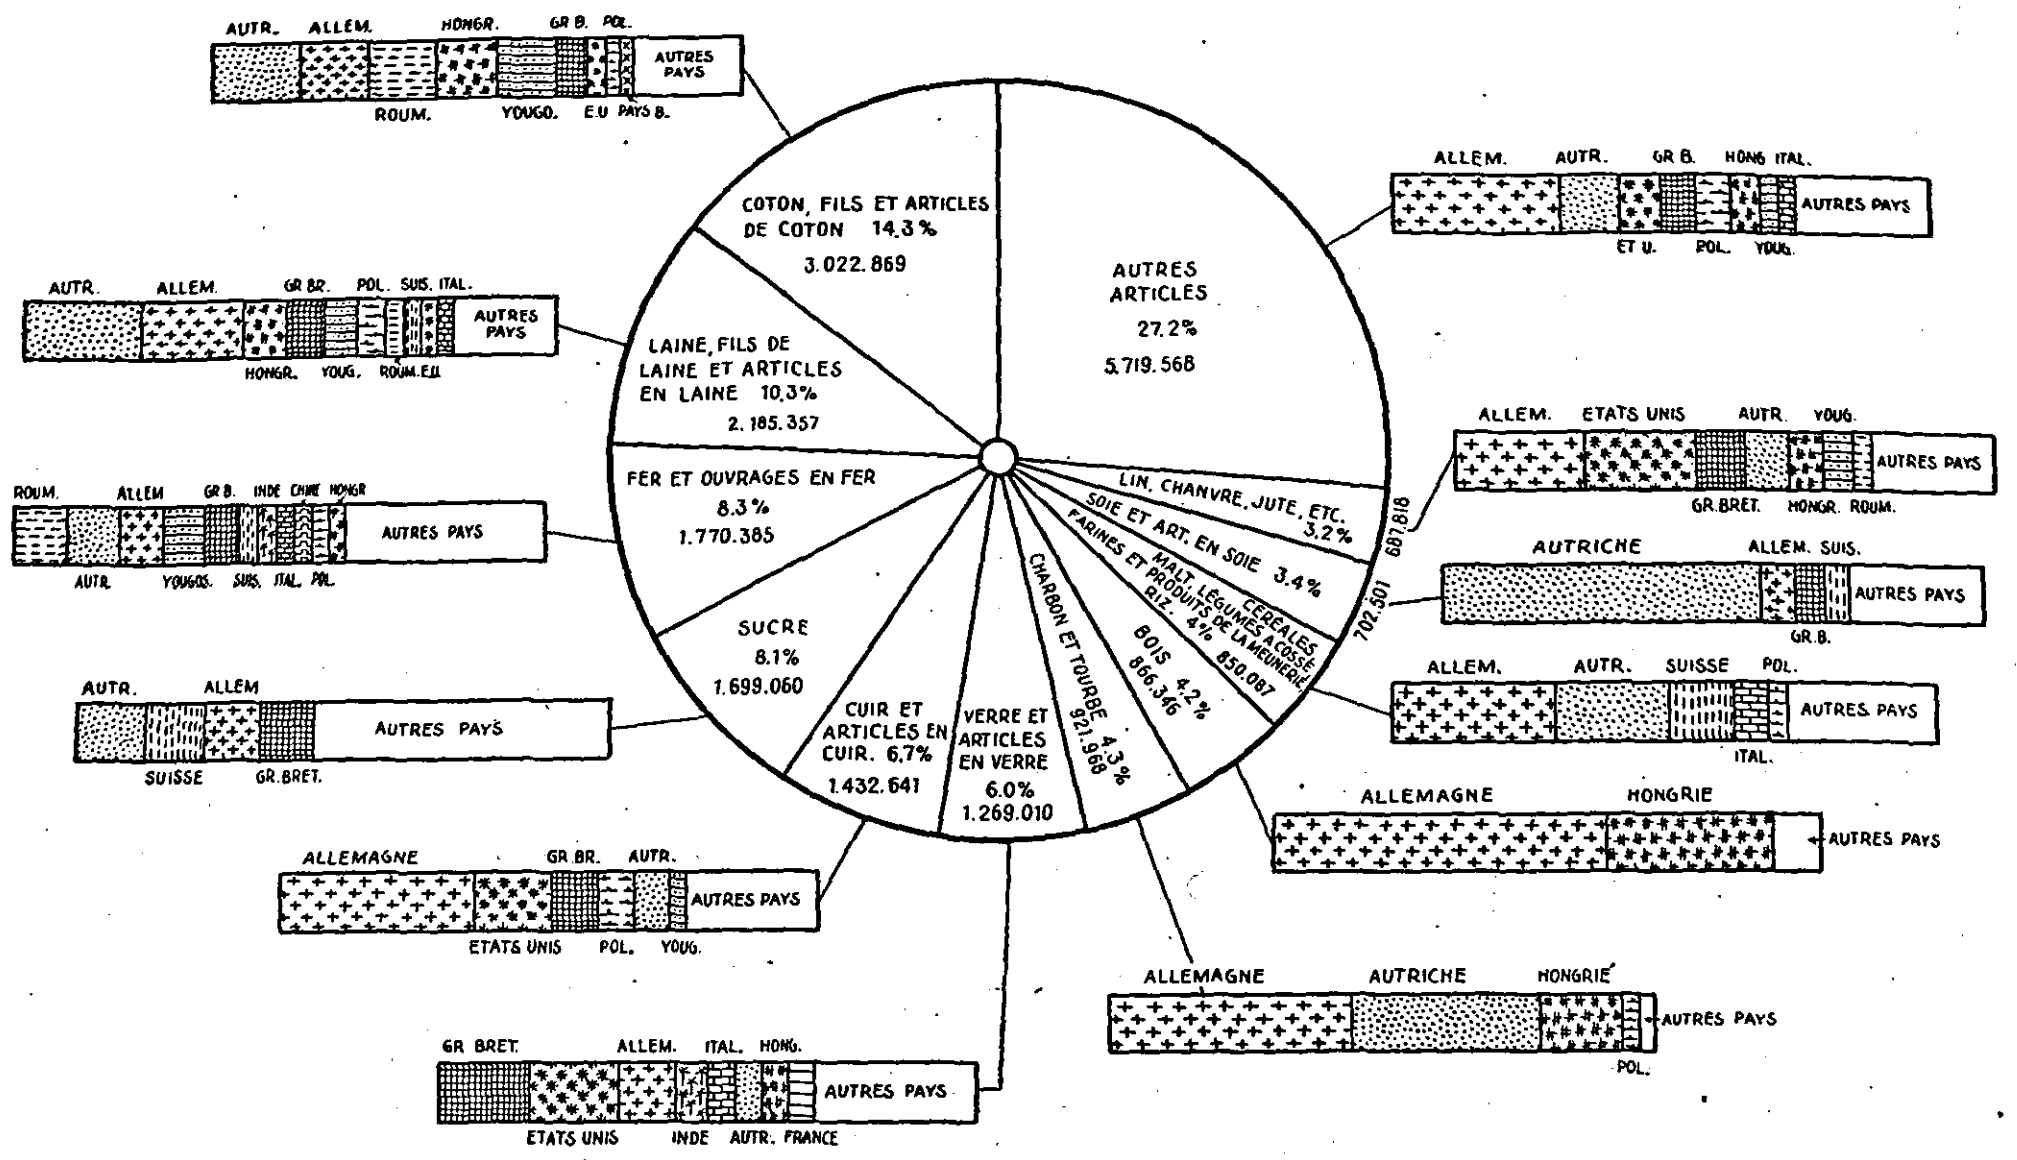 AUTR. ALLEM. HONGR. GR B. POL.
AUTRES
PAYS
ROUM. YOUGO. E.U PAYS B.
COTON, FILS ET ARTICLES
DE COTON 14.3%
3.022.869
AUTRES
ARTICLES
27.2%
5.719.568
ALLEM. AUTR. GR B. HONG ITAL.
AUTRES PAYS
ET U. POL. YOUG.
AUTR. ALLEM. GR BR. POL. SUIS. ITAL.
AUTRES
PAYS
HONGR. YOUG. ROUM. E.U
LAINE, FILS DE
LAINE ET ARTICLES
EN LAINE 10,3%
2.185.357
ALLEM. ETATS UNIS AUTR. YOUG.
AUTRES PAYS
GR.BRET. HONGR. ROUM.
ROUM. ALLEM GR B. INDE CHINE HONGR
AUTRES PAYS
AUTR. YOUGOS. SUIS. ITAL. POL.
FER ET OUVRAGES EN FER
8.3%
1.770.385
LIN, CHANVRE, JUTE, ETC.
3.2%
687.818
SOIE ET ART. EN SOIE 3.4%
702.501
AUTRICHE ALLEM. SUIS.
AUTRES PAYS
GR.B.
CÉRÉALES
MALT, LÉGUMES A COSSE
FARINES ET PRODUITS DE LA MEUNERIE,
RIZ 4%
850.087
ALLEM. AUTR. SUISSE POL.
AUTRES PAYS
ITAL.
SUCRE
8.1%
1.699.060
AUTR. ALLEM
AUTRES PAYS
SUISSE GR.BRET.
BOIS 4.2%
866.346
ALLEMAGNE HONGRIE
AUTRES PAYS
CHARBON ET TOURBE 4.3%
921.968
CUIR ET
ARTICLES EN
CUIR. 6,7%
1.432.641
VERRE ET
ARTICLES
EN VERRE
6.0%
1.269.010
ALLEMAGNE GR.BR. AUTR.
AUTRES PAYS
ETATS UNIS POL. YOUG.
ALLEMAGNE AUTRICHE HONGRIE
AUTRES PAYS
POL.
GR BRET. ALLEM. ITAL. HONG.
AUTRES PAYS
ETATS UNIS INDE AUTR. FRANCE